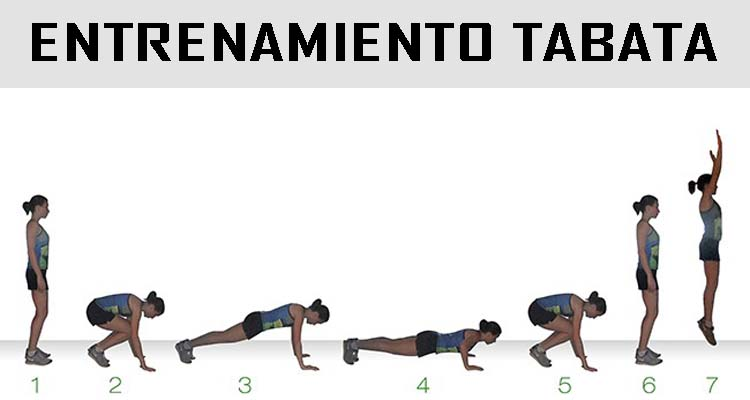 ENTRENAMIENTO TABATA
1 2 3 4 5 6 7